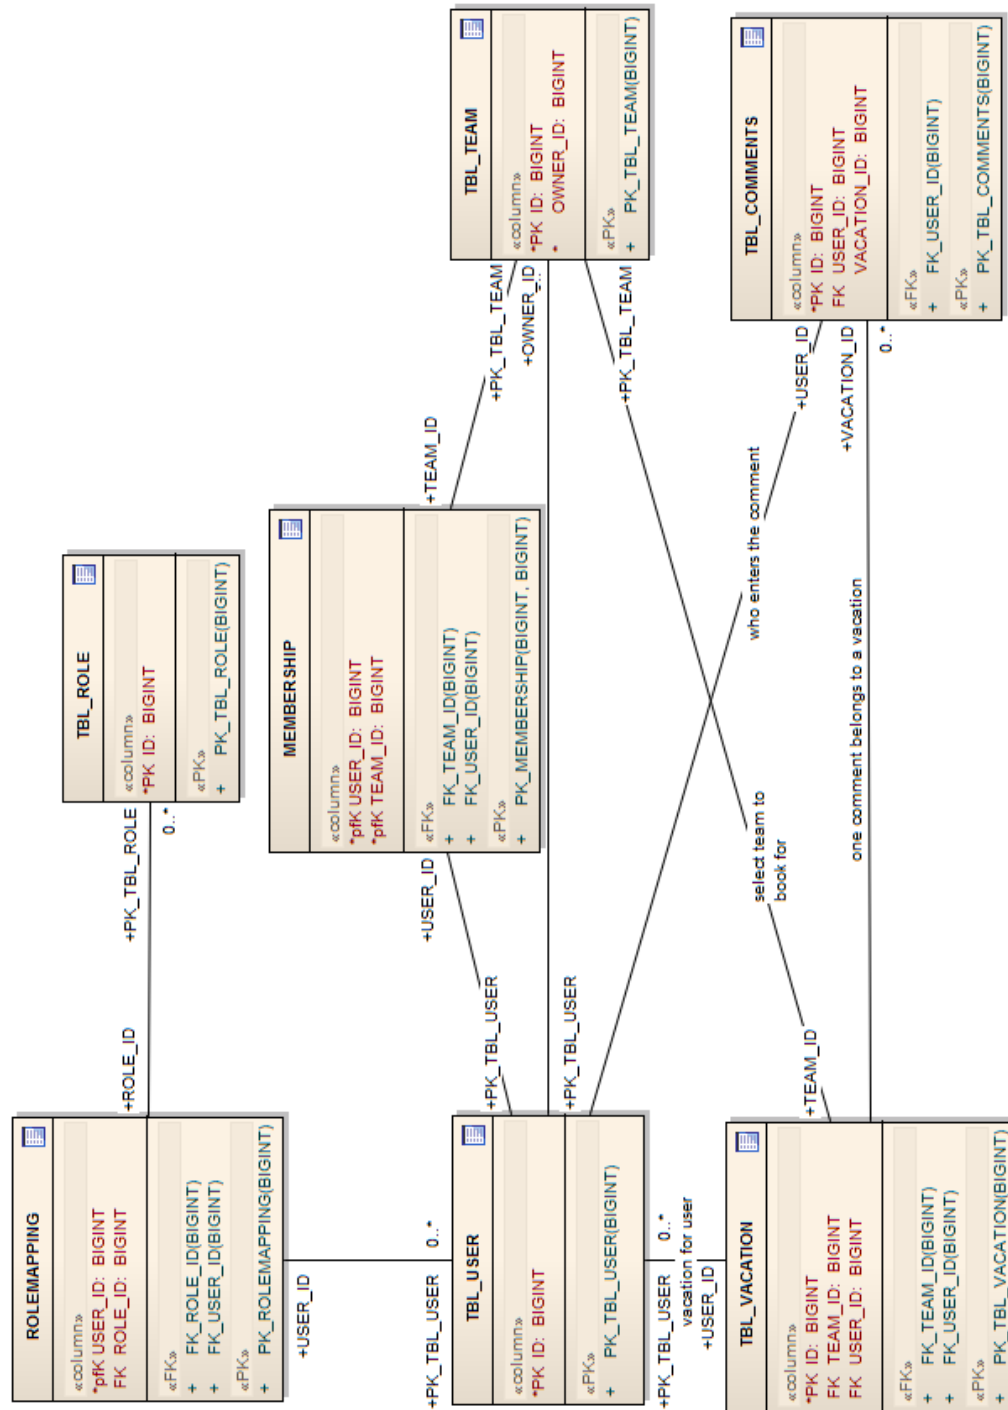 ROLEMAPPING
«column»
*pfK USER_ID: BIGINT
FK ROLE_ID: BIGINT
«FK»
+ FK_ROLE_ID(BIGINT)
+ FK_USER_ID(BIGINT)
«PK»
+ PK_ROLEMAPPING(BIGINT)
+ROLE_ID
+PK_TBL_ROLE
0..*
TBL_ROLE
«column»
*PK ID: BIGINT
«PK»
+ PK_TBL_ROLE(BIGINT)
+USER_ID
+PK_TBL_USER
0..*
TBL_USER
«column»
*PK ID: BIGINT
«PK»
+ PK_TBL_USER(BIGINT)
+PK_TBL_USER
+USER_ID
MEMBERSHIP
«column»
*pfK USER_ID: BIGINT
*pfK TEAM_ID: BIGINT
«FK»
+ FK_TEAM_ID(BIGINT)
+ FK_USER_ID(BIGINT)
«PK»
+ PK_MEMBERSHIP(BIGINT, BIGINT)
+TEAM_ID
+PK_TBL_TEAM
+OWNER_ID
TBL_TEAM
«column»
*PK ID: BIGINT
* OWNER_ID: BIGINT
«PK»
+ PK_TBL_TEAM(BIGINT)
+PK_TBL_USER
+PK_TBL_TEAM
+PK_TBL_USER
0..*
vacation for user
+USER_ID
TBL_VACATION
«column»
*PK ID: BIGINT
FK TEAM_ID: BIGINT
FK USER_ID: BIGINT
«FK»
+ FK_TEAM_ID(BIGINT)
+ FK_USER_ID(BIGINT)
«PK»
+ PK_TBL_VACATION(BIGINT)
+TEAM_ID
select team to
book for
who enters the comment
one comment belongs to a vacation
+USER_ID
+VACATION_ID
0..*
TBL_COMMENTS
«column»
*PK ID: BIGINT
FK USER_ID: BIGINT
VACATION_ID: BIGINT
«FK»
+ FK_USER_ID(BIGINT)
«PK»
+ PK_TBL_COMMENTS(BIGINT)